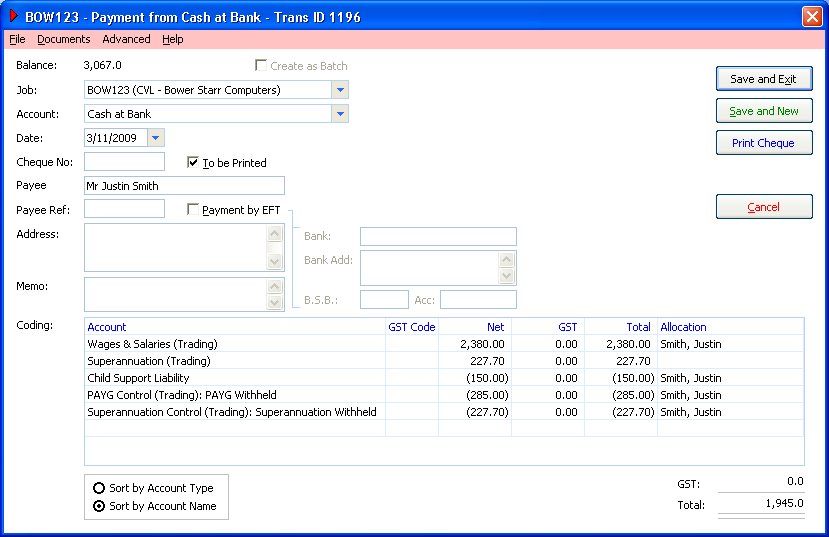 BOW123 - Payment from Cash at Bank - Trans ID 1196
File Documents Advanced Help
Balance: 3,067.0 Create as Batch
Job: BOW123 (CVL - Bower Starr Computers)
Account: Cash at Bank
Date: 3/11/2009
Cheque No: To be Printed
Payee Mr Justin Smith
Payee Ref: Payment by EFT
Address:
Bank:
Bank Add:
Memo:
B.S.B.: Acc:
Save and Exit
Save and New
Print Cheque
Cancel
Coding:
Account GST Code Net GST Total Allocation
Wages & Salaries (Trading) 2,380.00 0.00 2,380.00 Smith, Justin
Superannuation (Trading) 227.70 0.00 227.70
Child Support Liability (150.00) 0.00 (150.00) Smith, Justin
PAYG Control (Trading): PAYG Withheld (285.00) 0.00 (285.00) Smith, Justin
Superannuation Control (Trading): Superannuation Withheld (227.70) 0.00 (227.70) Smith, Justin
Sort by Account Type
Sort by Account Name
GST: 0.0
Total: 1,945.0